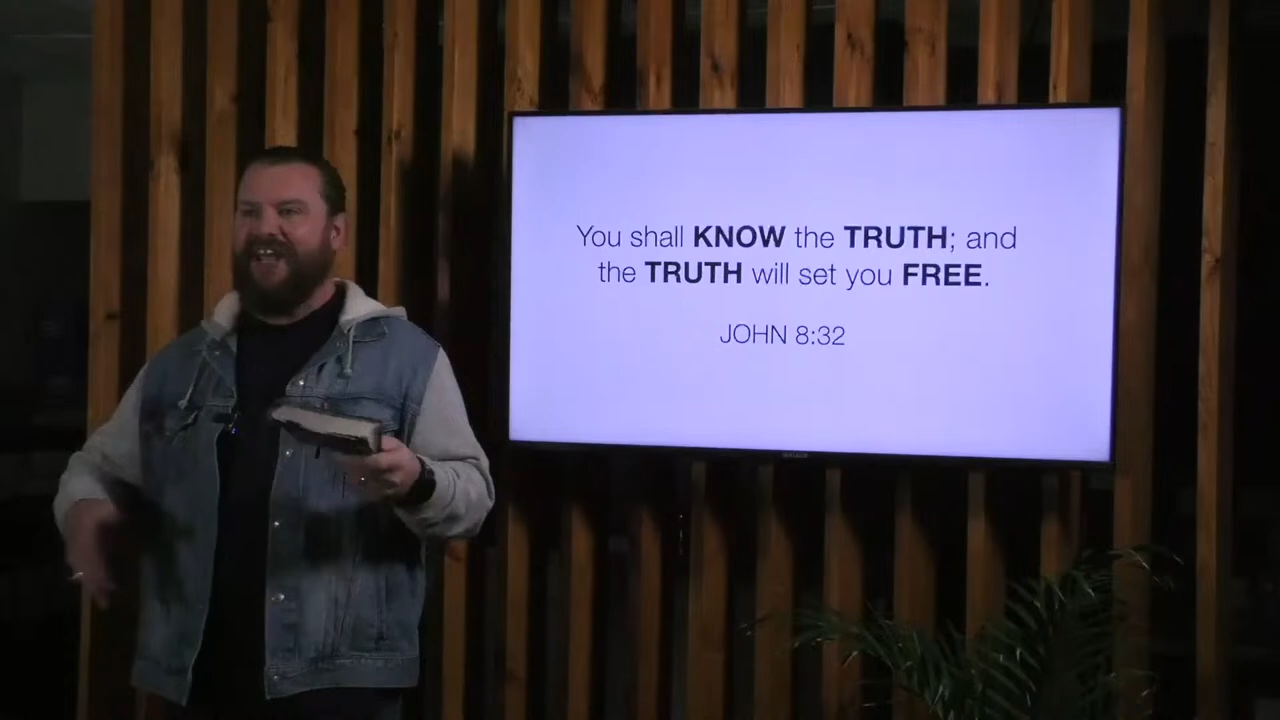 You shall KNOW the TRUTH; and
the TRUTH will set you FREE.
JOHN 8:32